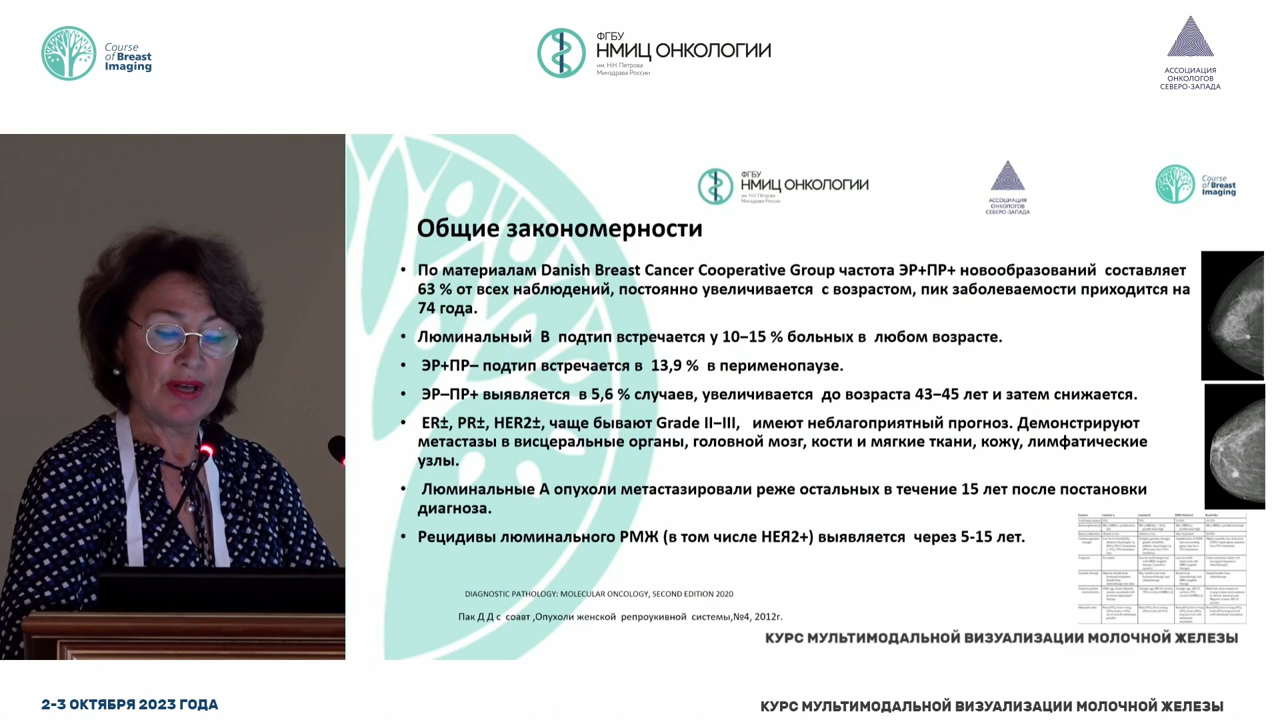 Course
of Breast
Imaging
ФГБУ
НМИЦ ОНКОЛОГИИ
им. Н.Н. Петрова
Минздрава России
АССОЦИАЦИЯ
ОНКОЛОГОВ
СЕВЕРО-ЗАПАДА
ФГБУ
НМИЦ ОНКОЛОГИИ
им. Н.Н. Петрова
Минздрава России
АССОЦИАЦИЯ
ОНКОЛОГОВ
СЕВЕРО-ЗАПАДА
Course
of Breast
Imaging
Общие закономерности
• По материалам Danish Breast Cancer Cooperative Group частота ЭР+ПР+ новообразований составляет
63 % от всех наблюдений, постоянно увеличивается с возрастом, пик заболеваемости приходится на
74 года.
• Люминальный В подтип встречается у 10–15 % больных в любом возрасте.
• ЭР+ПР– подтип встречается в 13,9 % в перименопаузе.
• ЭР–ПР+ выявляется в 5,6 % случаев, увеличивается до возраста 43–45 лет и затем снижается.
• ER±, PR±, HER2±, чаще бывают Grade II–III, имеют неблагоприятный прогноз. Демонстрируют
метастазы в висцеральные органы, головной мозг, кости и мягкие ткани, кожу, лимфатические
узлы.
• Люминальные А опухоли метастазировали реже остальных в течение 15 лет после постановки
диагноза.
• Рецидивы люминального РМЖ (в том числе НЕЯ2+) выявляется через 5-15 лет.
PATHOLOGY: MOLECULAR ONCOLOGY, SECOND EDITION 2020
Пак Д Д с соавт ,Опухоли женской репроукивной системы,№4, 2012г.
КУРС МУЛЬТИМОДАЛЬНОЙ ВИЗУАЛИЗАЦИИ МОЛОЧНОЙ ЖЕЛЕЗЫ
2-3 ОКТЯБРЯ 2023 ГОДА
КУРС МУЛЬТИМОДАЛЬНОЙ ВИЗУАЛИЗАЦИИ МОЛОЧНОЙ ЖЕЛЕЗЫ